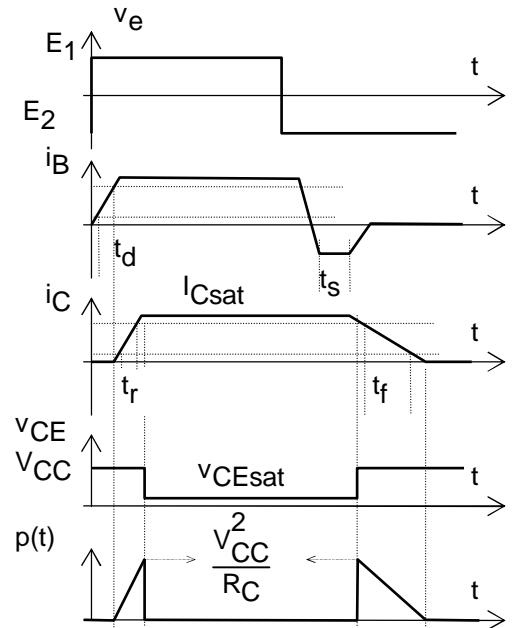 v_e
E_1
t
E_2
i_B
t
t_d
t_s
i_C
I_Csat
t
t_r
t_f
v_CE
V_CC
v_CEsat
t
p(t)
V_CC^2
R_C
t